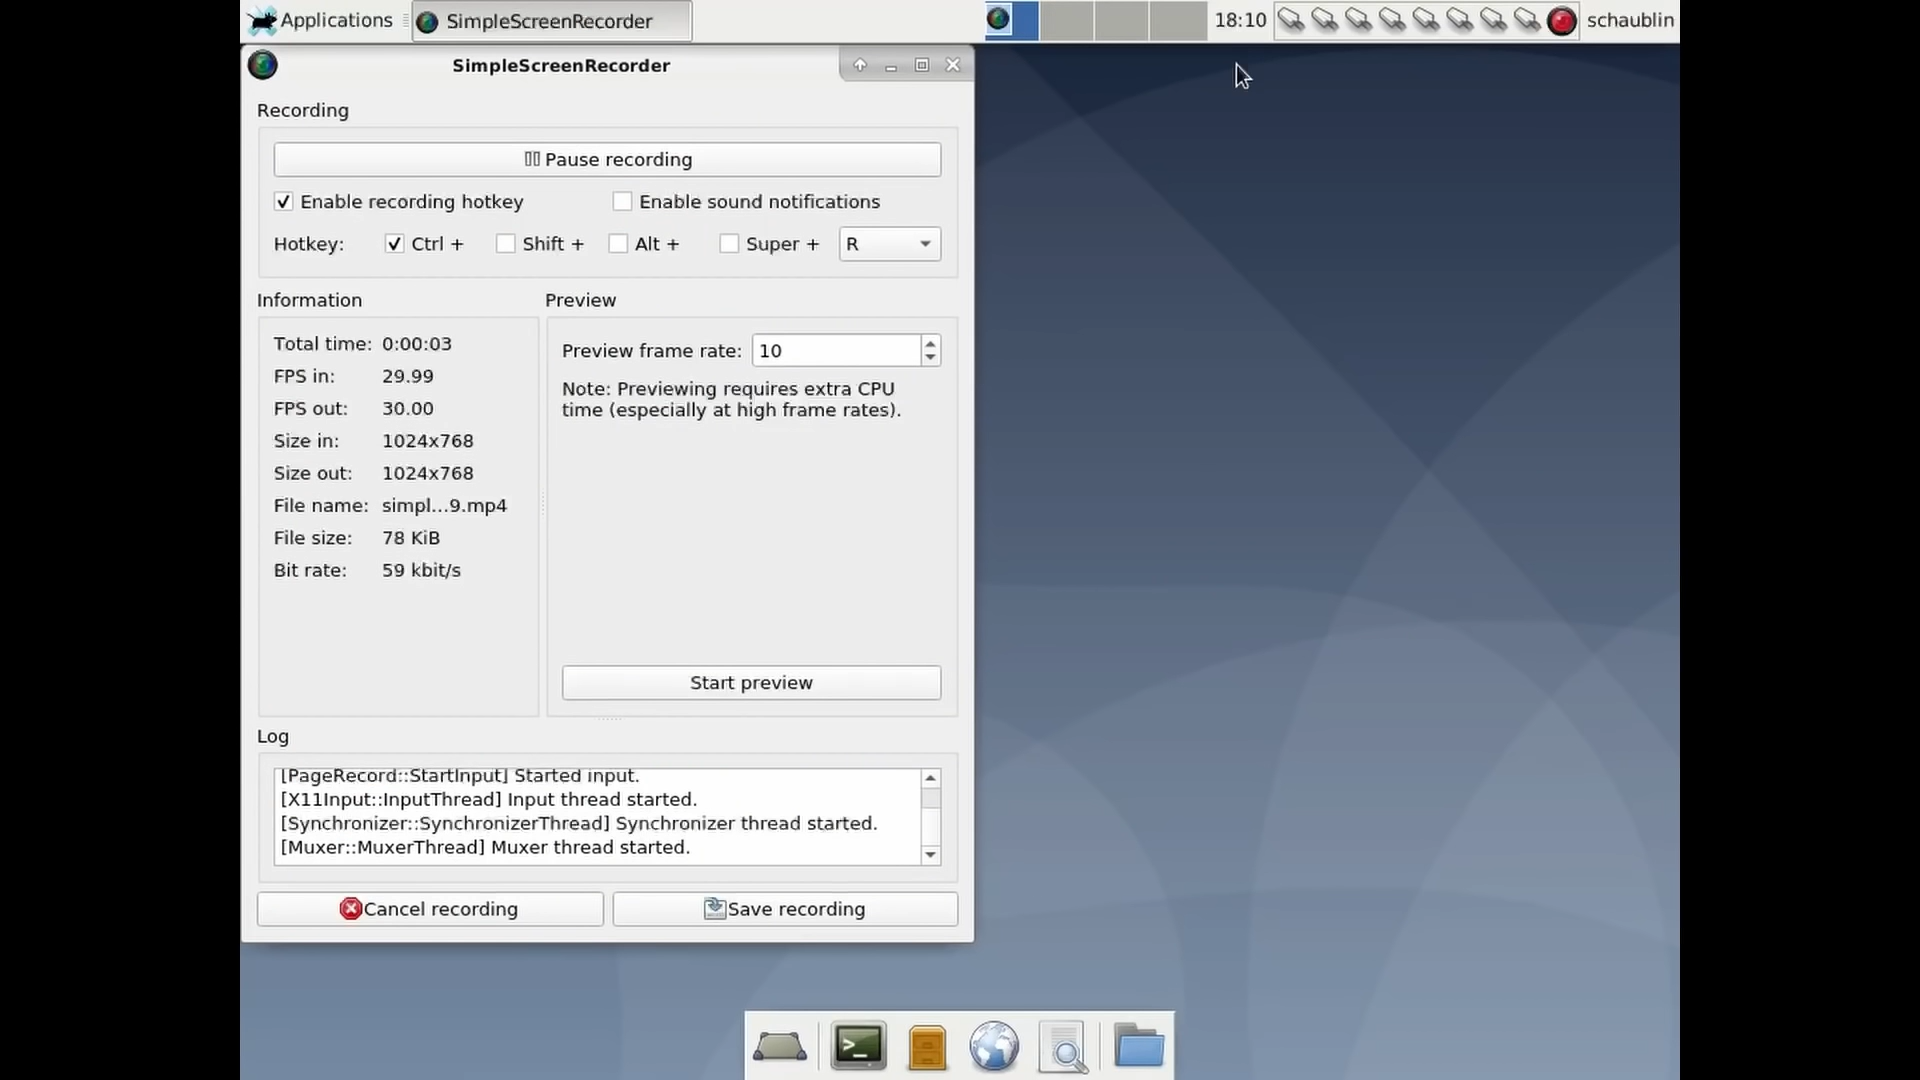 Applications
SimpleScreenRecorder
18:10
schaublin
SimpleScreenRecorder
Recording
Pause recording
Enable recording hotkey
Enable sound notifications
Hotkey: Ctrl + Shift + Alt + Super + R
Information
Total time: 0:00:03
FPS in: 29.99
FPS out: 30.00
Size in: 1024x768
Size out: 1024x768
File name: simpl...9.mp4
File size: 78 KiB
Bit rate: 59 kbit/s
Preview
Preview frame rate: 10
Note: Previewing requires extra CPU
time (especially at high frame rates).
Start preview
Log
[PageRecord::StartInput] Started input.
[X11Input::InputThread] Input thread started.
[Synchronizer::SynchronizerThread] Synchronizer thread started.
[Muxer::MuxerThread] Muxer thread started.
Cancel recording
Save recording